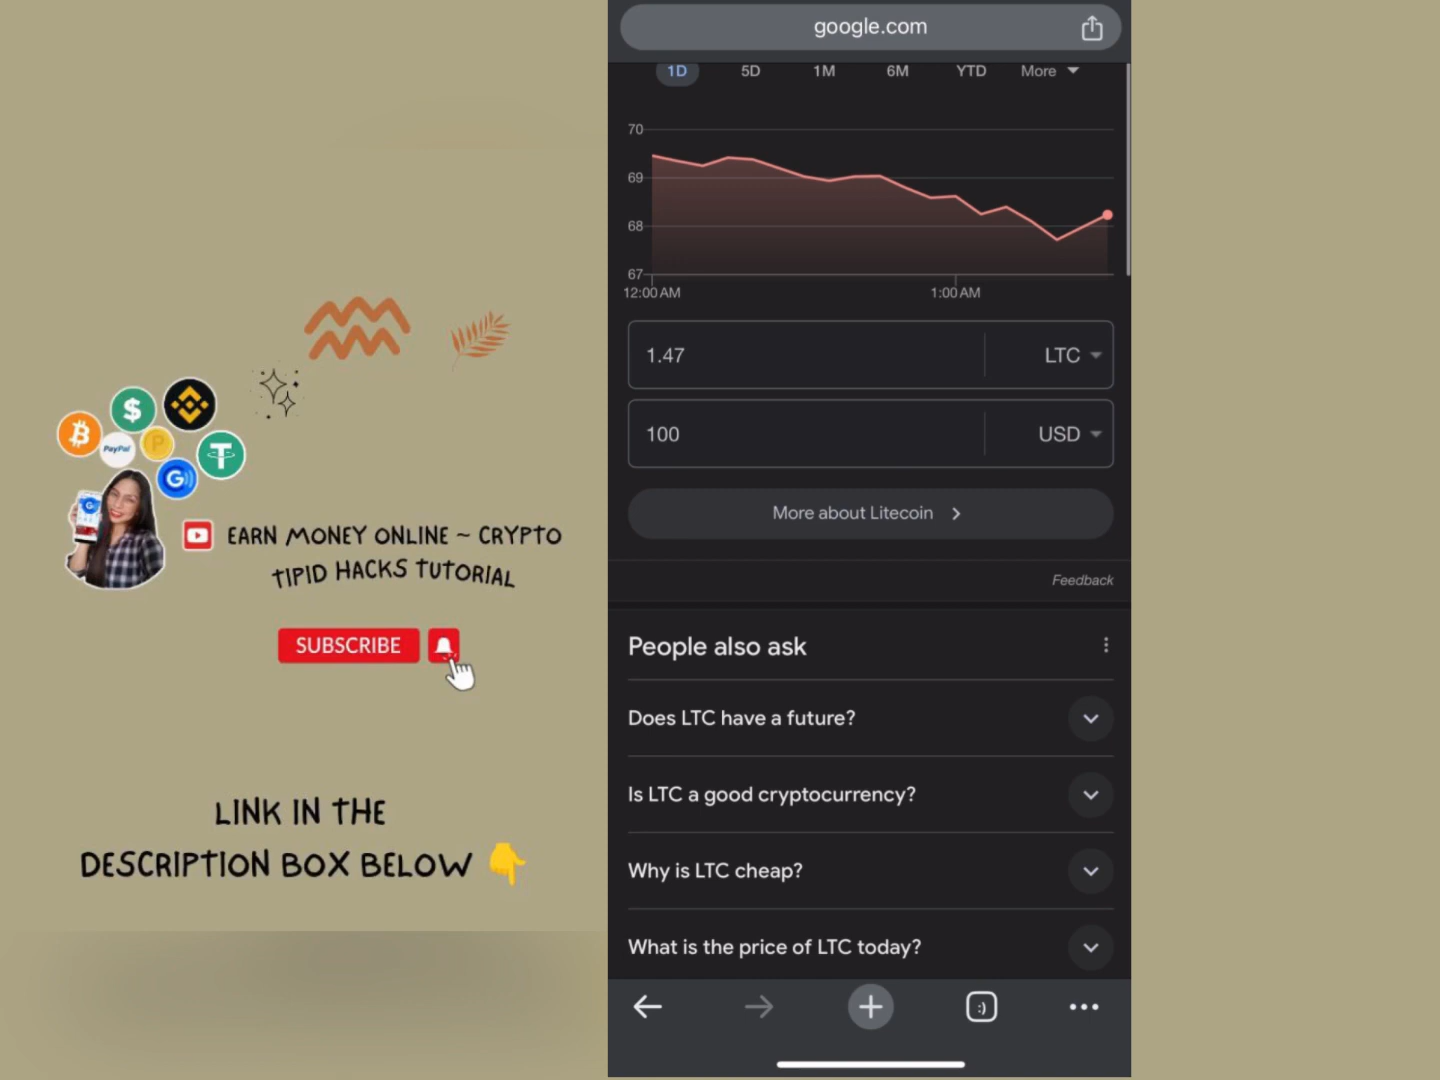 google.com
1D 5D 1M 6M YTD More
70
69
68
67
12:00 AM 1:00 AM
1.47 LTC
100 USD
More about Litecoin
Feedback
People also ask
Does LTC have a future?
Is LTC a good cryptocurrency?
Why is LTC cheap?
What is the price of LTC today?
:)
$
PayPal
P
G
EARN MONEY ONLINE ~ CRYPTO
TIPID HACKS TUTORIAL
SUBSCRIBE
LINK IN THE
DESCRIPTION BOX BELOW